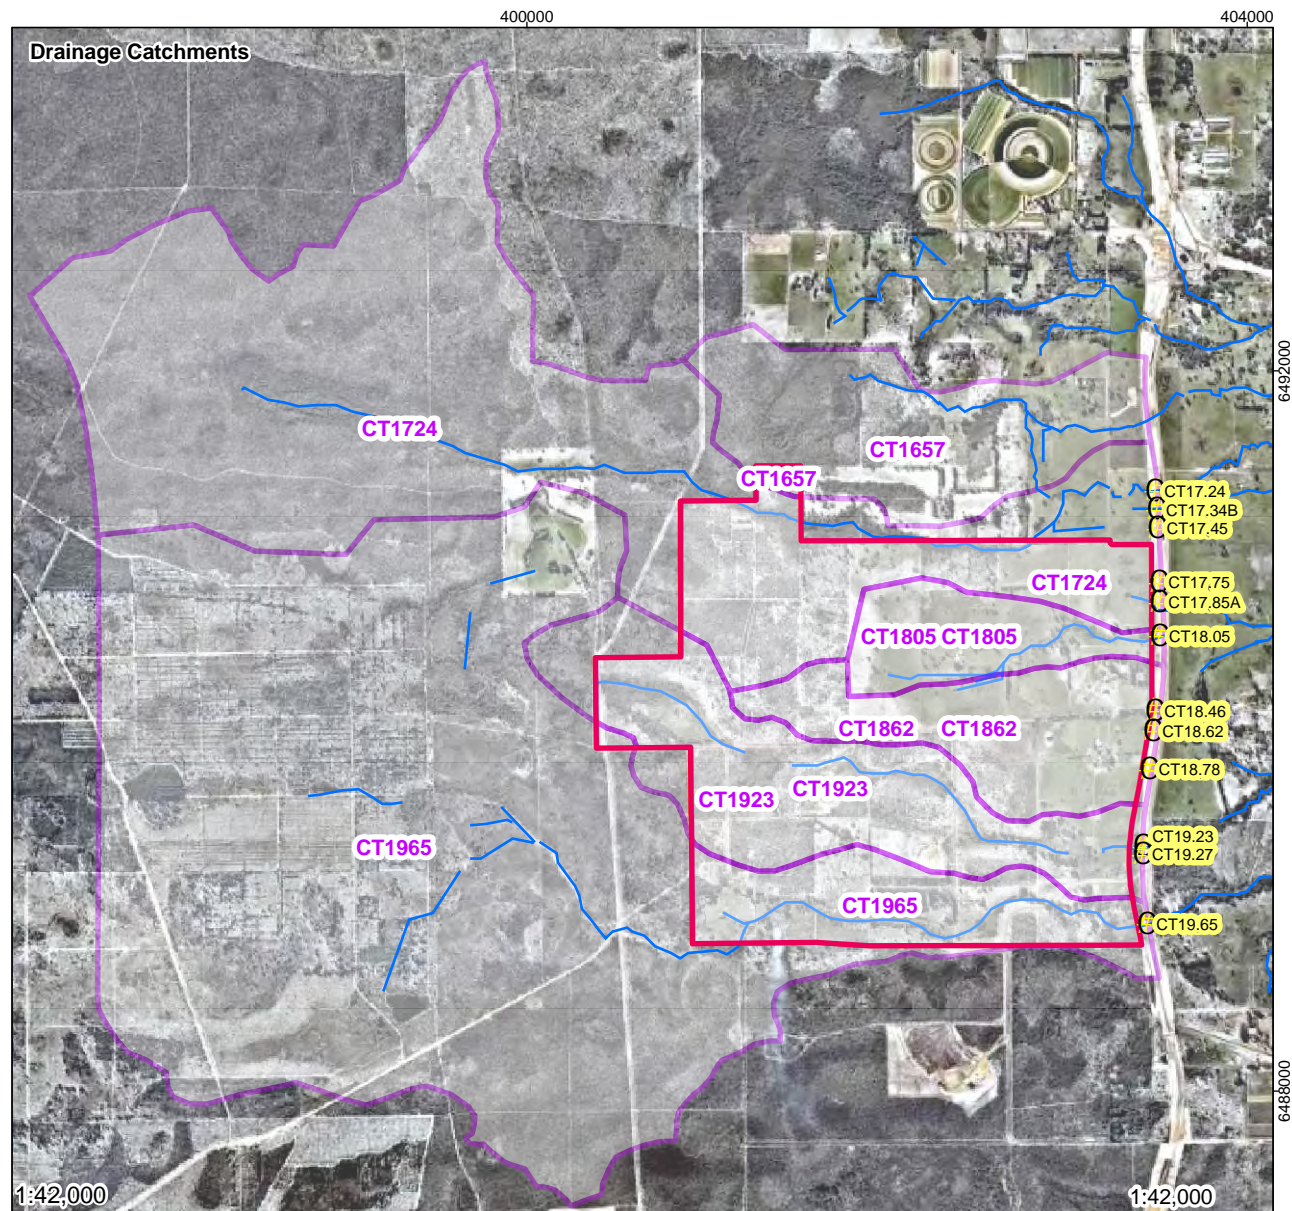 400000
404000
Drainage Catchments
6492000
CT1724
CT1657
CT1657
CT17.24
CT17.34B
CT17.45
CT17.75
CT1724
CT17.85A
CT1805 CT1805
CT18.05
CT18.46
CT1862 CT1862
CT18.62
CT18.78
CT1923
CT1923
CT19.23
CT1965
CT19.27
CT1965
CT19.65
6488000
1:42,000
1:42,000